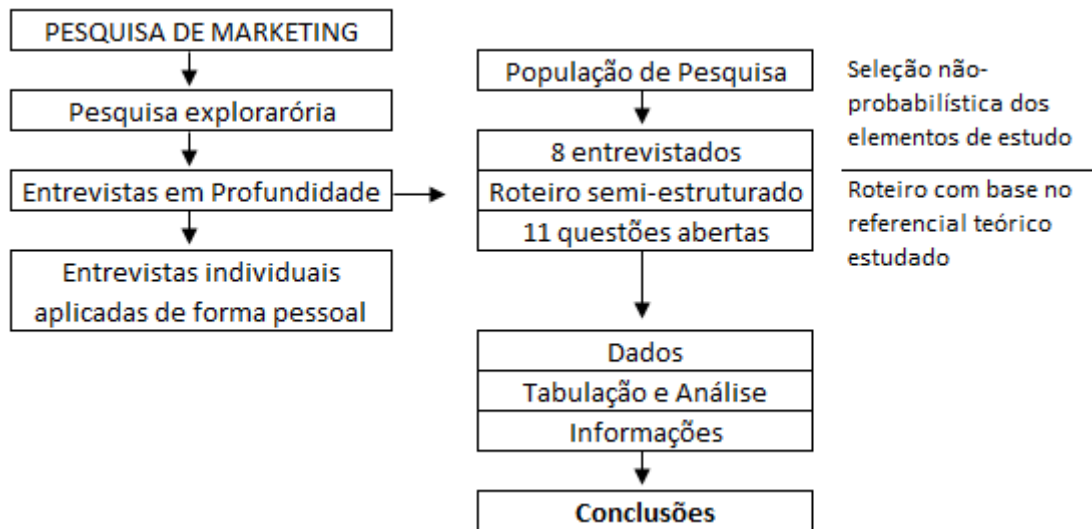 PESQUISA DE MARKETING
Pesquisa explorarória
Entrevistas em Profundidade
Entrevistas individuais
aplicadas de forma pessoal
População de Pesquisa
8 entrevistados
Roteiro semi-estruturado
11 questões abertas
Dados
Tabulação e Análise
Informações
Conclusões
Seleção não-
probabilística dos
elementos de estudo
Roteiro com base no
referencial teórico
estudado